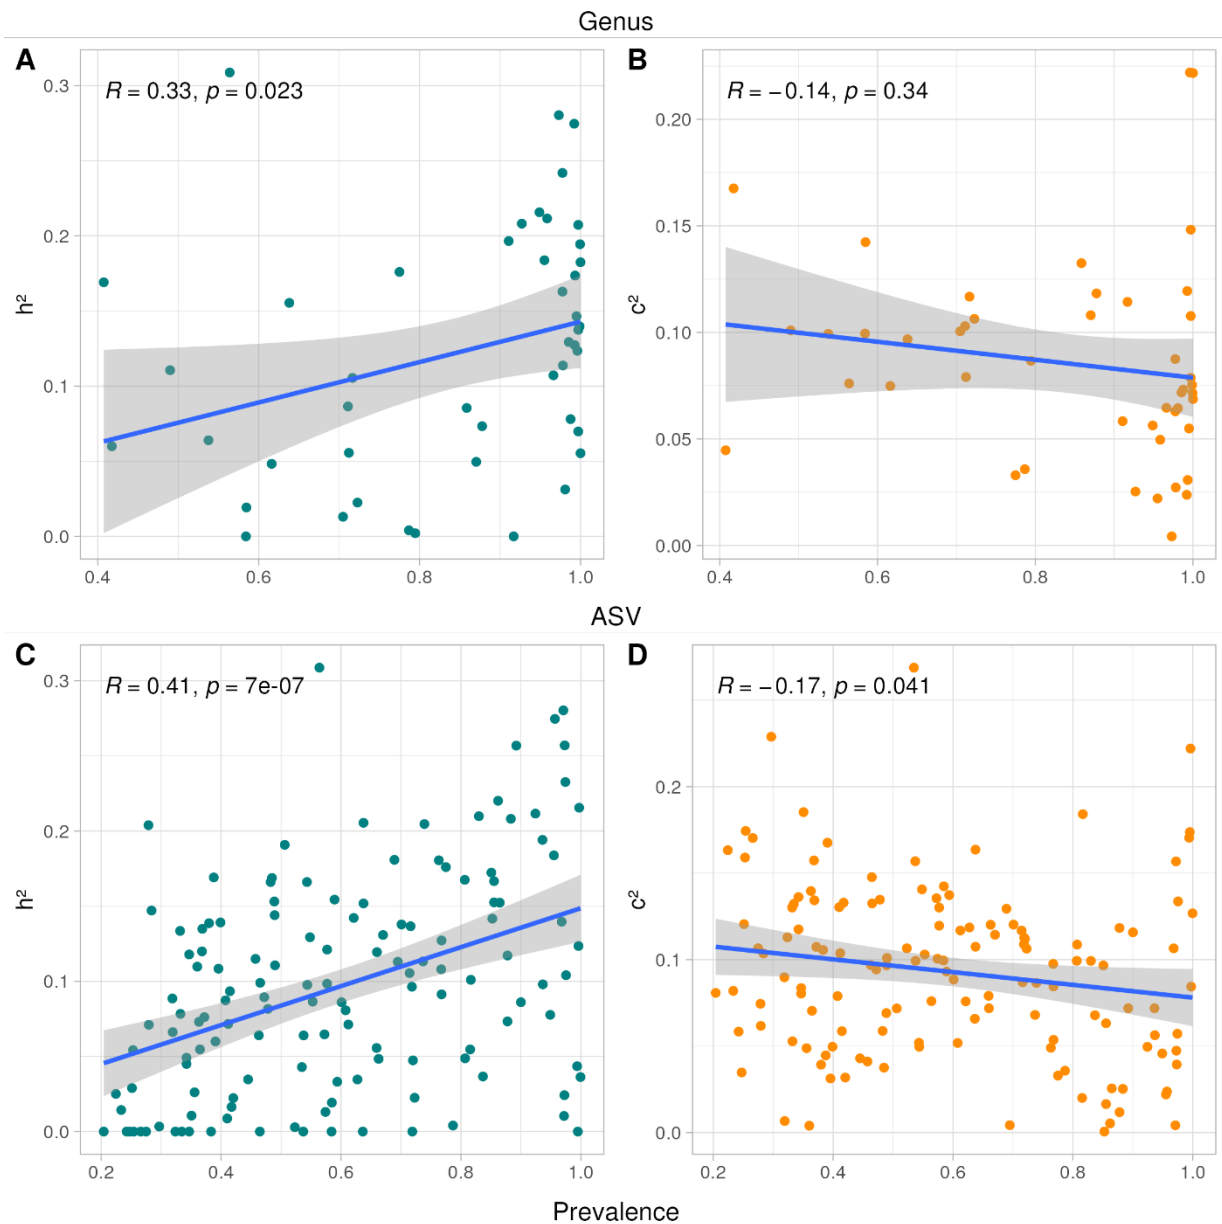 Genus
A
R = 0.33, p = 0.023
h²
0.3
0.2
0.1
0.0
0.4 0.6 0.8 1.0
B
R = −0.14, p = 0.34
c²
0.20
0.15
0.10
0.05
0.00
0.4 0.6 0.8 1.0
ASV
C
R = 0.41, p = 7e-07
h²
0.3
0.2
0.1
0.0
0.2 0.4 0.6 0.8 1.0
D
R = −0.17, p = 0.041
c²
0.2
0.1
0.0
0.2 0.4 0.6 0.8 1.0
Prevalence